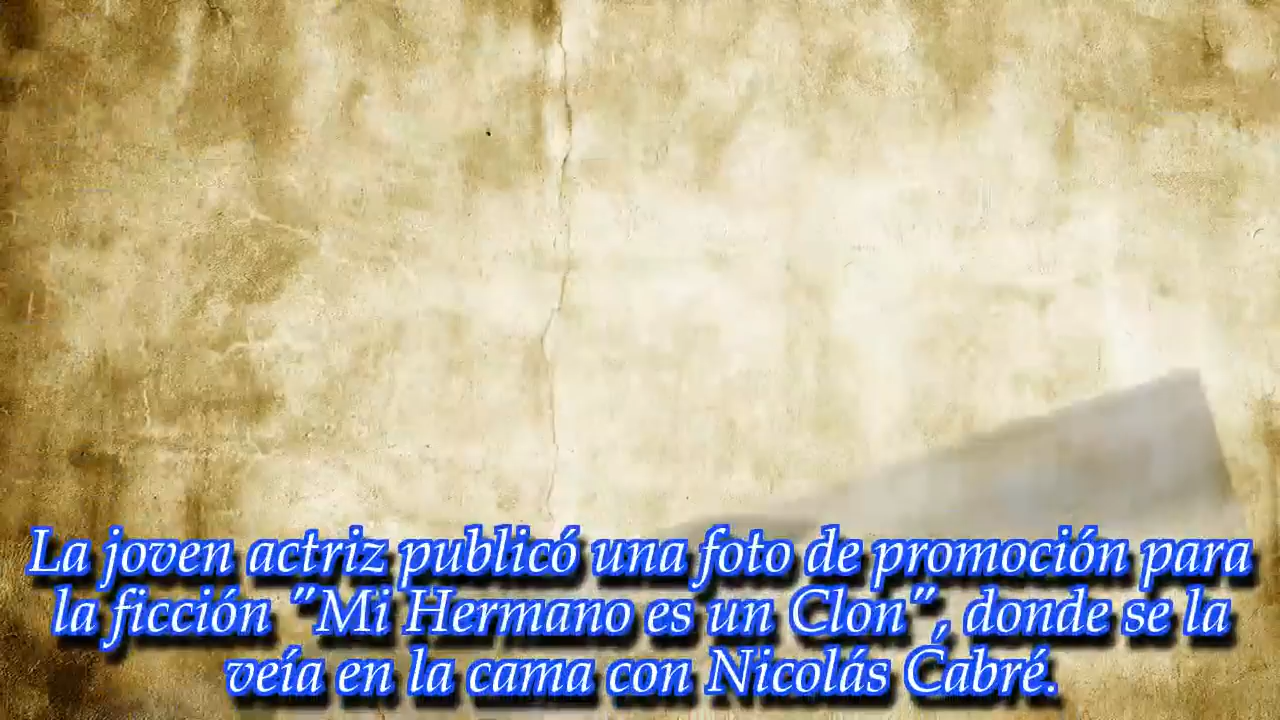 La joven actriz publicó una foto de promoción para
la ficción "Mi Hermano es un Clon", donde se la
veía en la cama con Nicolás Cabré.